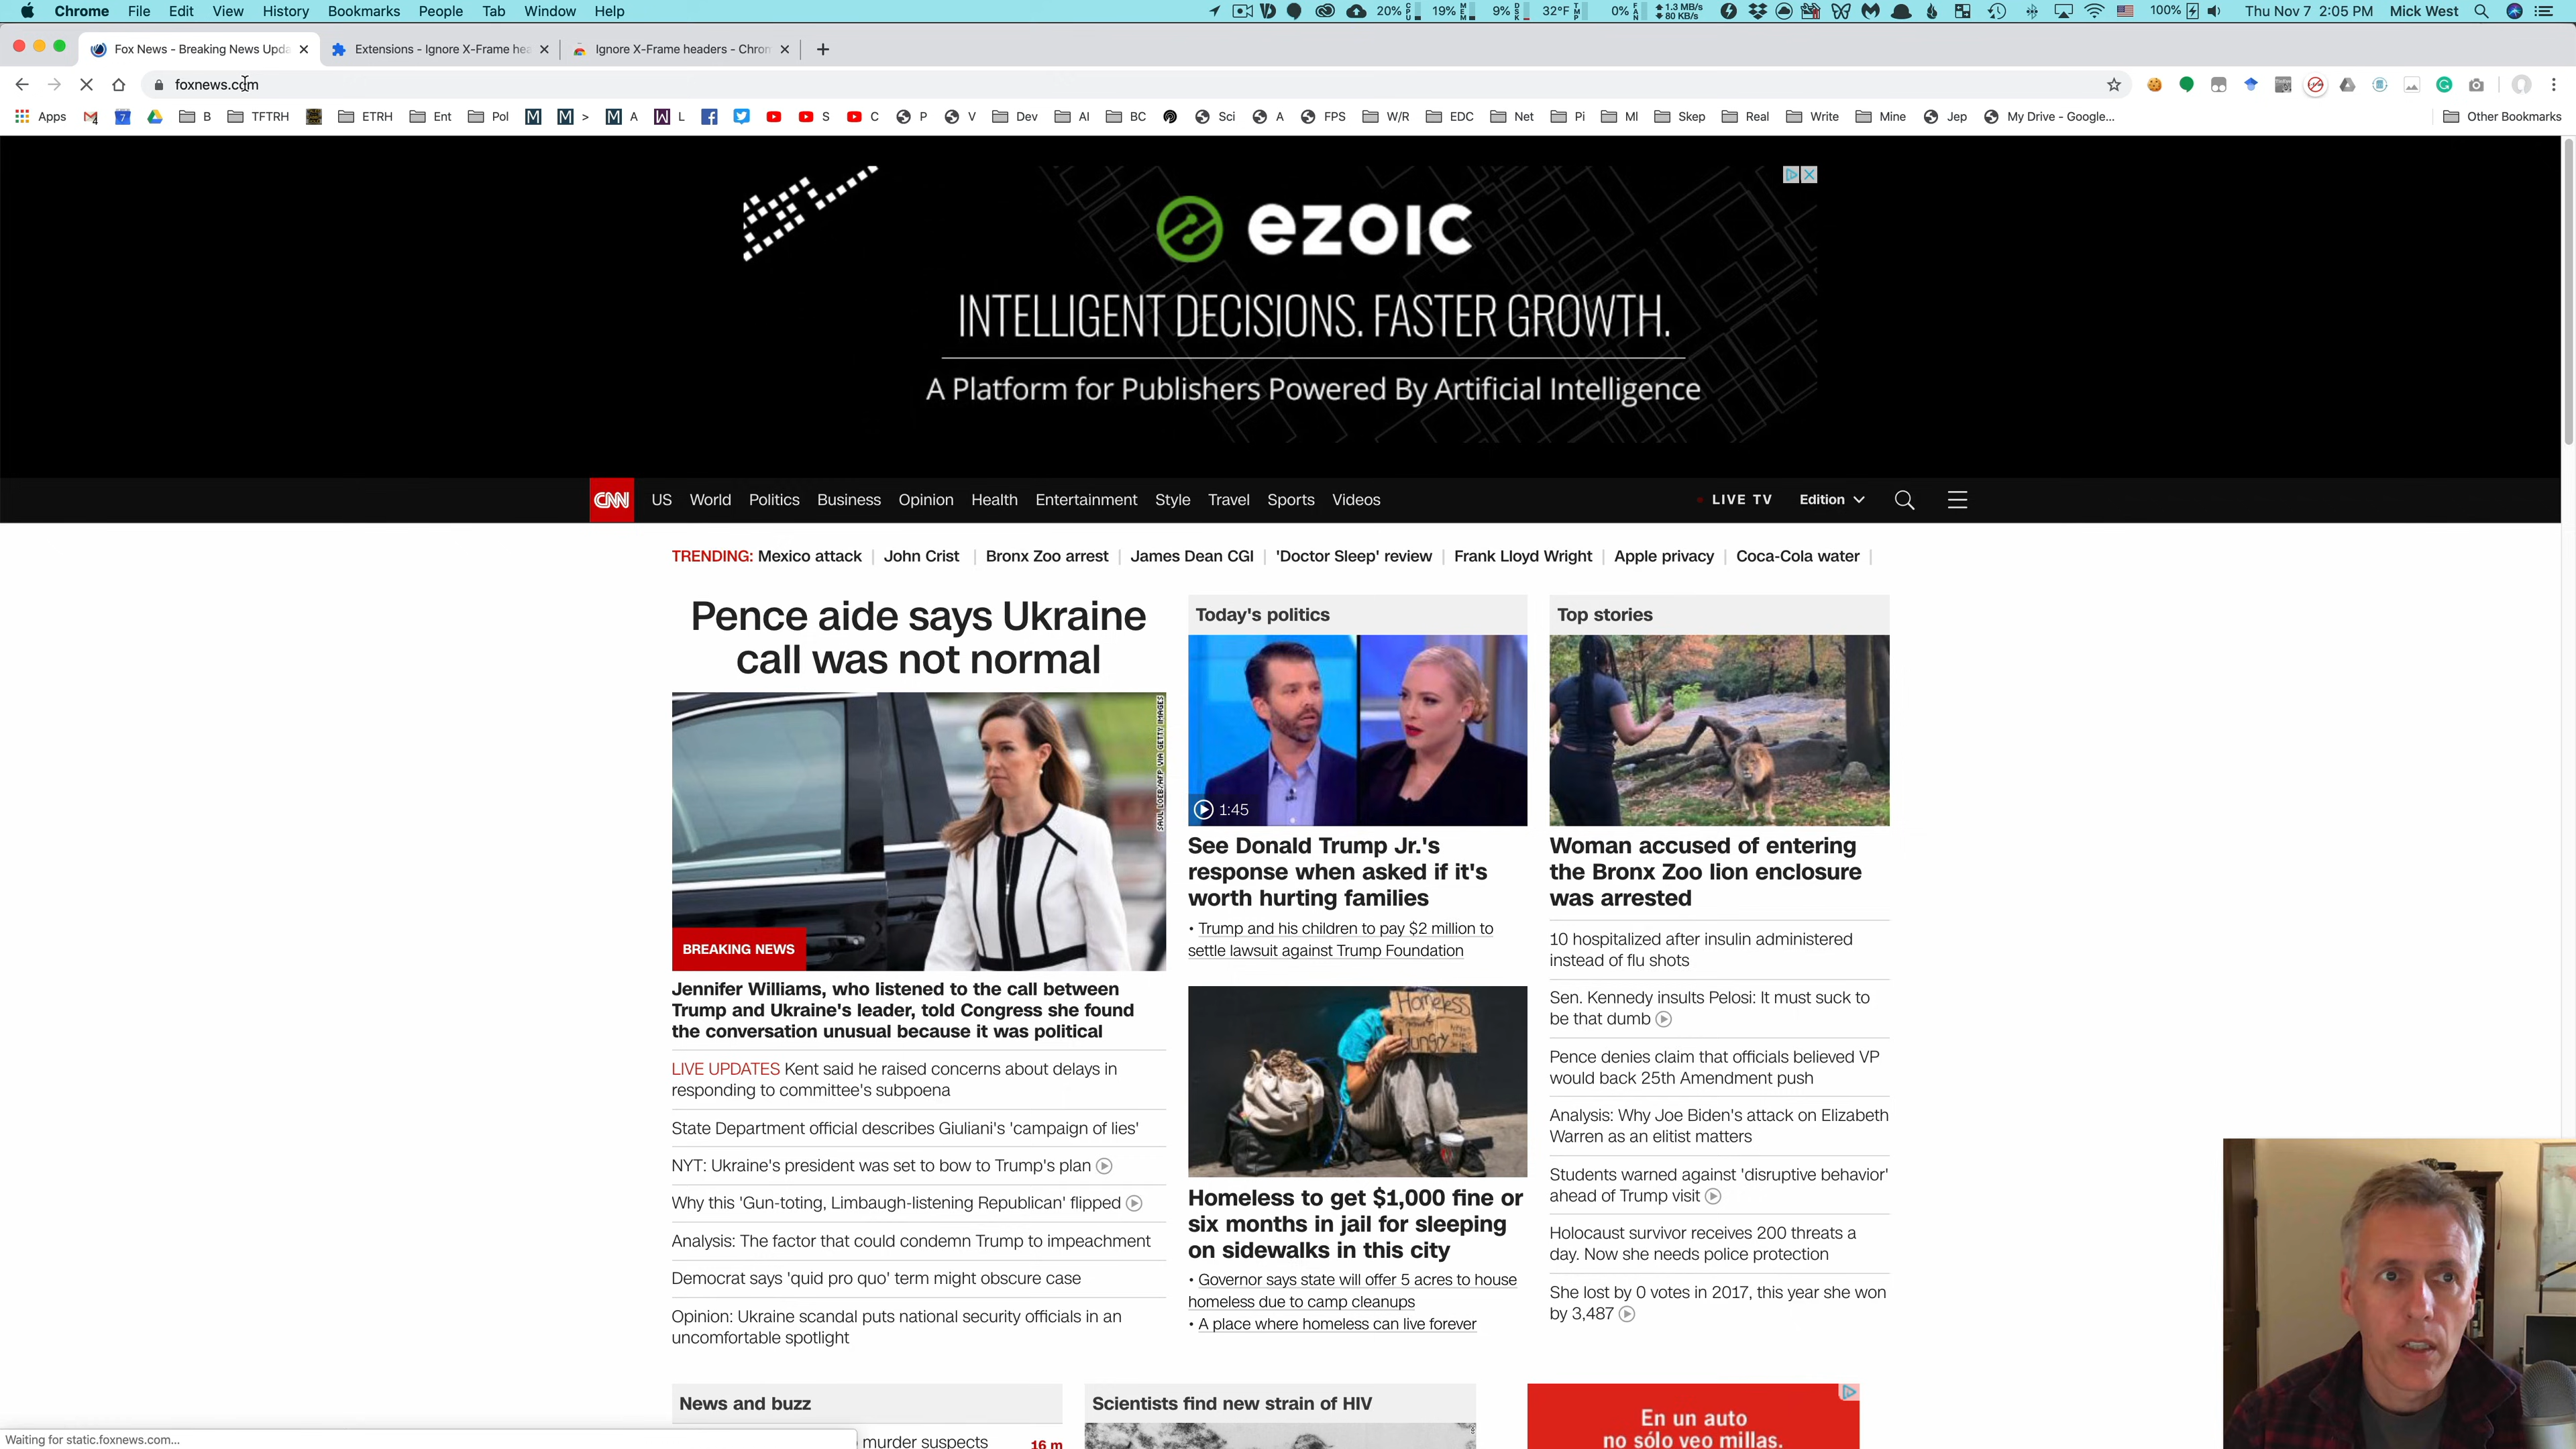 Chrome File Edit View History Bookmarks People Tab Window Help 20% 19% 9% 32°F 0% 1.3 MB/s 80 KB/s 100% Thu Nov 7 2:05 PM Mick West
Fox News - Breaking News Upda Extensions - Ignore X-Frame hea Ignore X-Frame headers - Chrom
foxnews.com
Apps B TFTRH ETRH Ent Pol > A L S C P V Dev AI BC Sci A FPS W/R EDC Net Pi MI Skep Real Write Mine Jep My Drive - Google... Other Bookmarks
ezoic
INTELLIGENT DECISIONS. FASTER GROWTH.
A Platform for Publishers Powered By Artificial Intelligence
CNN US World Politics Business Opinion Health Entertainment Style Travel Sports Videos LIVE TV Edition
TRENDING: Mexico attack | John Crist | Bronx Zoo arrest | James Dean CGI | 'Doctor Sleep' review | Frank Lloyd Wright | Apple privacy | Coca-Cola water |
Pence aide says Ukraine
call was not normal
SAUL LOEB/AFP VIA GETTY IMAGES
BREAKING NEWS
Jennifer Williams, who listened to the call between
Trump and Ukraine's leader, told Congress she found
the conversation unusual because it was political
LIVE UPDATES Kent said he raised concerns about delays in
responding to committee's subpoena
State Department official describes Giuliani's 'campaign of lies'
NYT: Ukraine's president was set to bow to Trump's plan
Why this 'Gun-toting, Limbaugh-listening Republican' flipped
Analysis: The factor that could condemn Trump to impeachment
Democrat says 'quid pro quo' term might obscure case
Opinion: Ukraine scandal puts national security officials in an
uncomfortable spotlight
Today's politics
1:45
See Donald Trump Jr.'s
response when asked if it's
worth hurting families
• Trump and his children to pay $2 million to
settle lawsuit against Trump Foundation
Homeless
Hungry
Homeless to get $1,000 fine or
six months in jail for sleeping
on sidewalks in this city
• Governor says state will offer 5 acres to house
homeless due to camp cleanups
• A place where homeless can live forever
Top stories
Woman accused of entering
the Bronx Zoo lion enclosure
was arrested
10 hospitalized after insulin administered
instead of flu shots
Sen. Kennedy insults Pelosi: It must suck to
be that dumb
Pence denies claim that officials believed VP
would back 25th Amendment push
Analysis: Why Joe Biden's attack on Elizabeth
Warren as an elitist matters
Students warned against 'disruptive behavior'
ahead of Trump visit
Holocaust survivor receives 200 threats a
day. Now she needs police protection
She lost by 0 votes in 2017, this year she won
by 3,487
News and buzz
murder suspects 16 m
Scientists find new strain of HIV
En un auto
no sólo veo millas.
Waiting for static.foxnews.com...